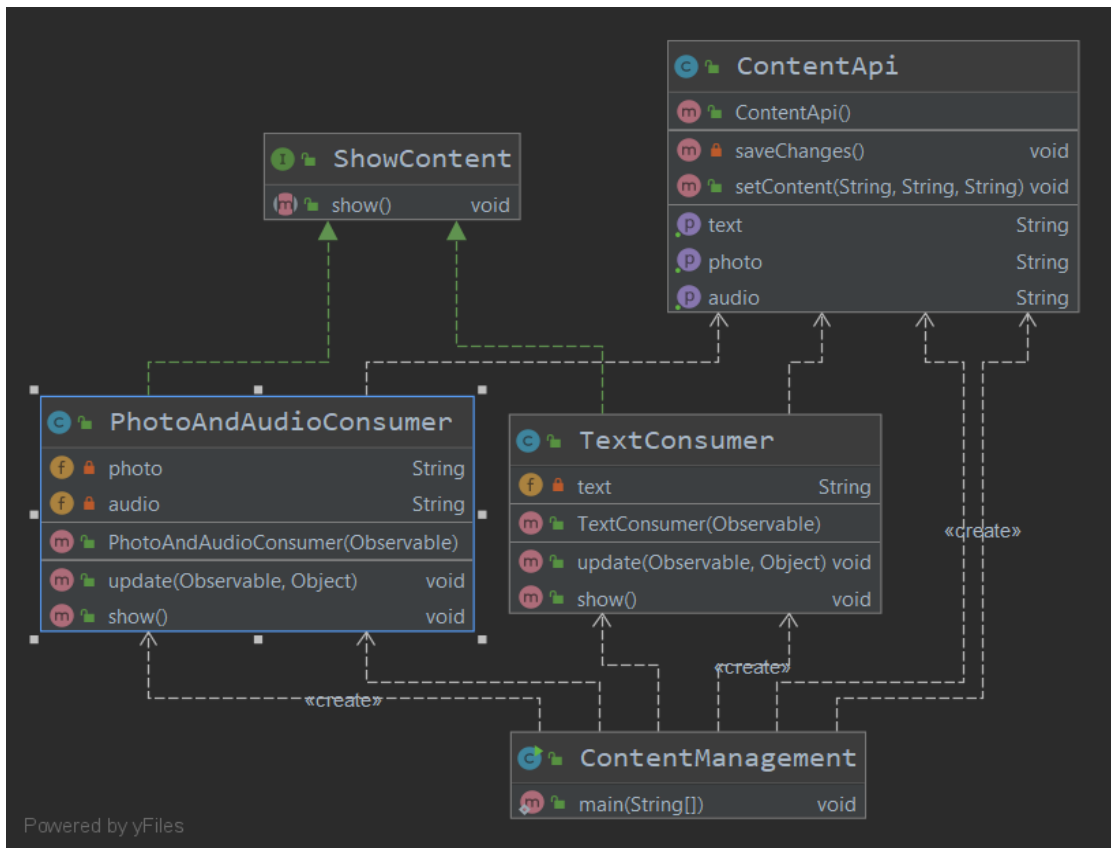 ContentApi
ContentApi()
saveChanges() void
setContent(String, String, String) void
text String
photo String
audio String
ShowContent
show() void
PhotoAndAudioConsumer
photo String
audio String
PhotoAndAudioConsumer(Observable)
update(Observable, Object) void
show() void
TextConsumer
text String
TextConsumer(Observable)
update(Observable, Object) void
show() void
«create»
«create»
«create»
ContentManagement
main(String[]) void
Powered by yFiles